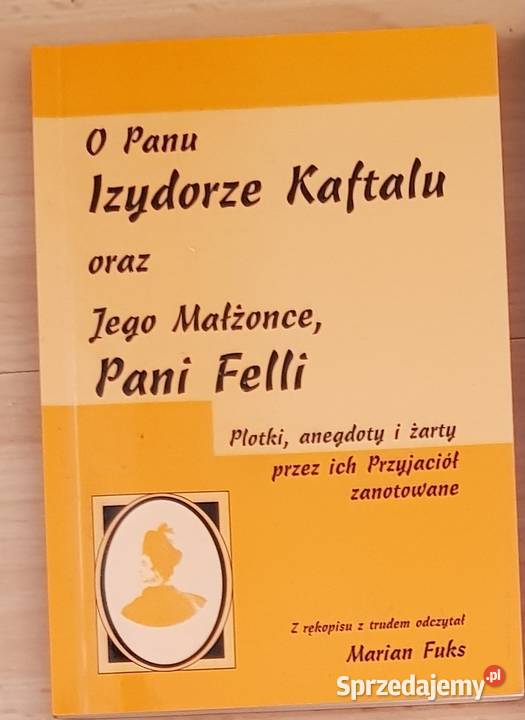 O Panu
Izydorze Kaftalu
oraz
Jego Małżonce,
Pani Felli
Plotki, anegdoty i żarty
przez ich Przyjaciół
zanotowane
Z rękopisu z trudem odczytał
Marian Fuks
Sprzedajemy.pl